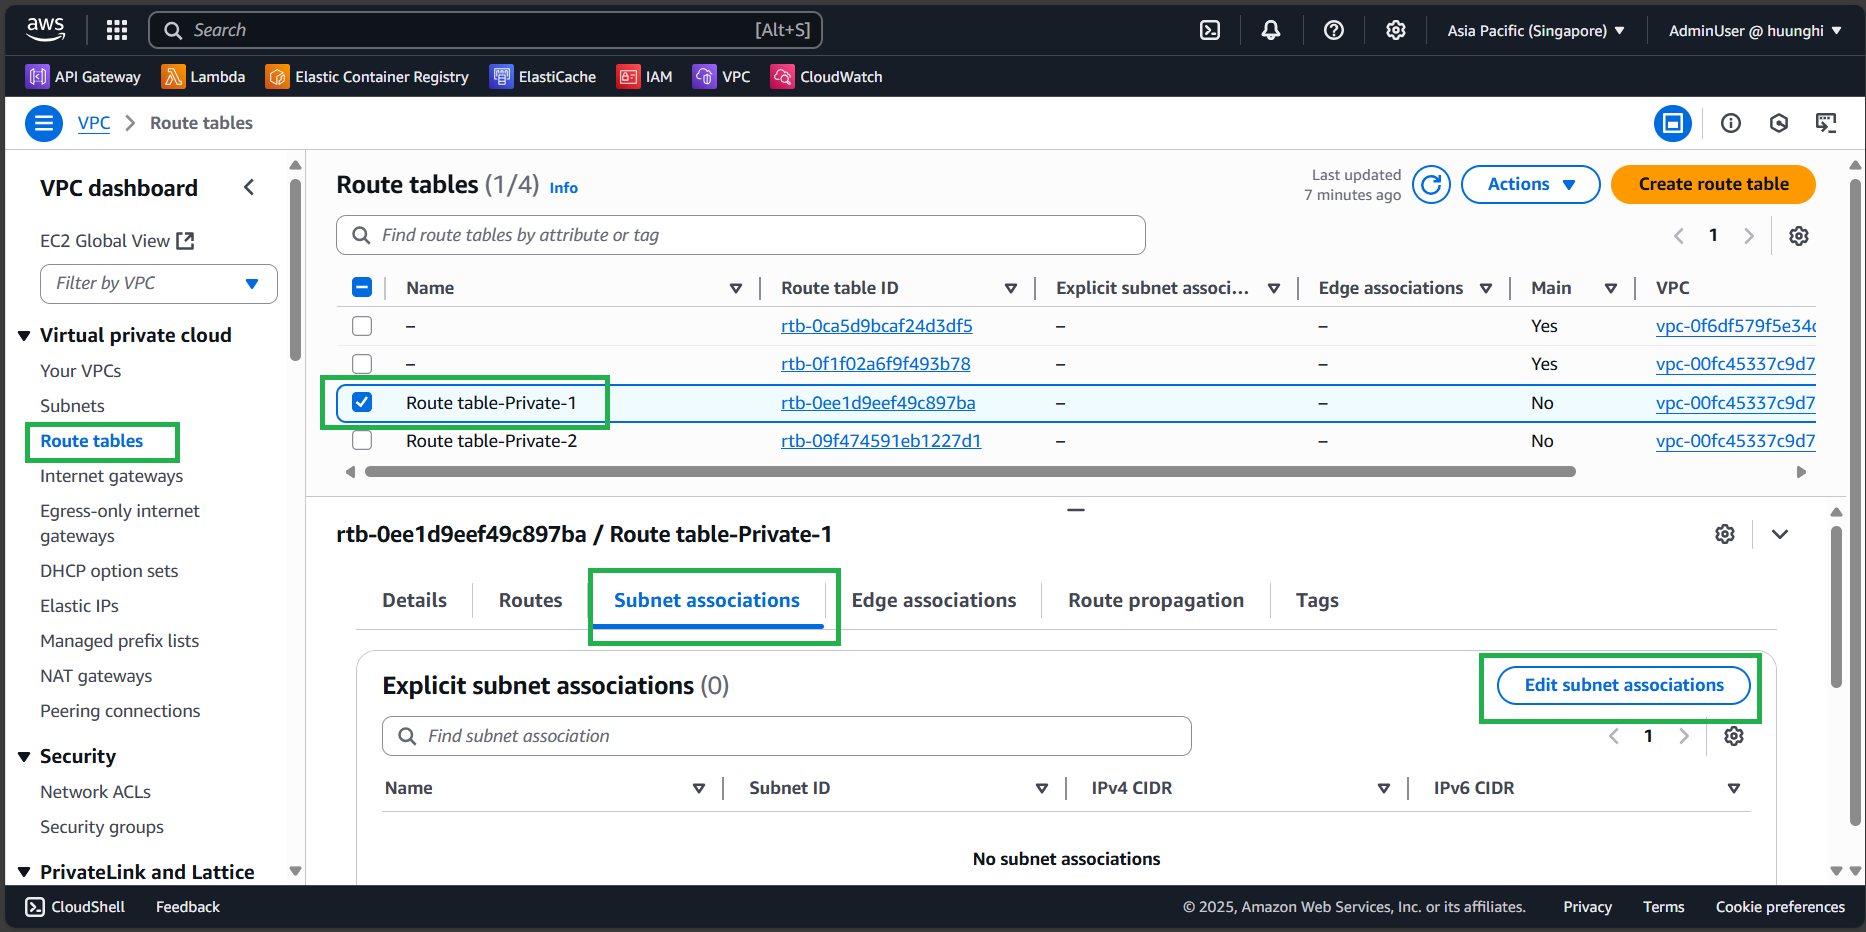 aws
Search [Alt+S]
Asia Pacific (Singapore)
AdminUser @ huunghi
API Gateway
Lambda
Elastic Container Registry
ElastiCache
IAM
VPC
CloudWatch
VPC > Route tables
VPC dashboard
EC2 Global View
Filter by VPC
Virtual private cloud
Your VPCs
Subnets
Route tables
Internet gateways
Egress-only internet
gateways
DHCP option sets
Elastic IPs
Managed prefix lists
NAT gateways
Peering connections
Security
Network ACLs
Security groups
PrivateLink and Lattice
Route tables (1/4) Info
Last updated
7 minutes ago
Actions
Create route table
Find route tables by attribute or tag
1
Name Route table ID Explicit subnet associ... Edge associations Main VPC
– rtb-0ca5d9bcaf24d3df5 – – Yes vpc-0f6df579f5e34c
– rtb-0f1f02a6f9f493b78 – – Yes vpc-00fc45337c9d7
Route table-Private-1 rtb-0ee1d9eef49c897ba – – No vpc-00fc45337c9d7
Route table-Private-2 rtb-09f474591eb1227d1 – – No vpc-00fc45337c9d7
rtb-0ee1d9eef49c897ba / Route table-Private-1
Details
Routes
Subnet associations
Edge associations
Route propagation
Tags
Explicit subnet associations (0)
Edit subnet associations
Find subnet association
1
Name Subnet ID IPv4 CIDR IPv6 CIDR
No subnet associations
CloudShell
Feedback
© 2025, Amazon Web Services, Inc. or its affiliates.
Privacy
Terms
Cookie preferences